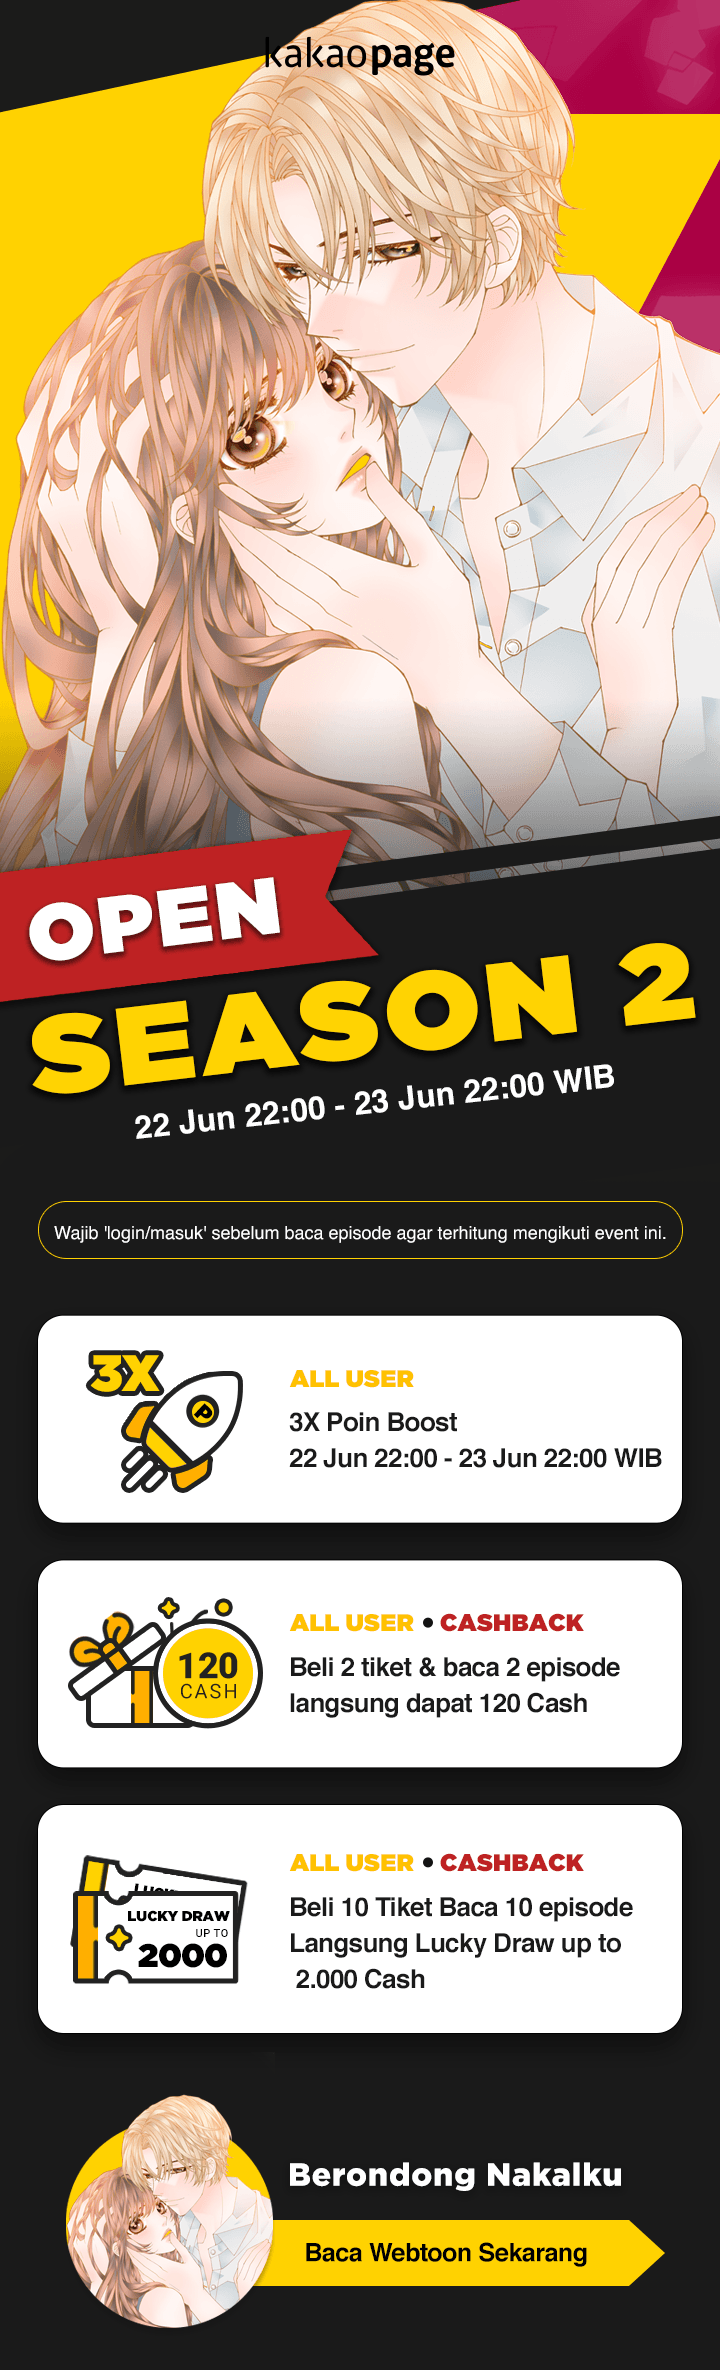 kakaopage
OPEN
SEASON 2
22 Jun 22:00 - 23 Jun 22:00 WIB
Wajib 'login/masuk' sebelum baca episode agar terhitung mengikuti event ini.
3X
ALL USER
3X Poin Boost
22 Jun 22:00 - 23 Jun 22:00 WIB
120
CASH
ALL USER • CASHBACK
Beli 2 tiket & baca 2 episode
langsung dapat 120 Cash
LUCKY DRAW
UP TO
2000
ALL USER • CASHBACK
Beli 10 Tiket Baca 10 episode
Langsung Lucky Draw up to
2.000 Cash
Berondong Nakalku
Baca Webtoon Sekarang